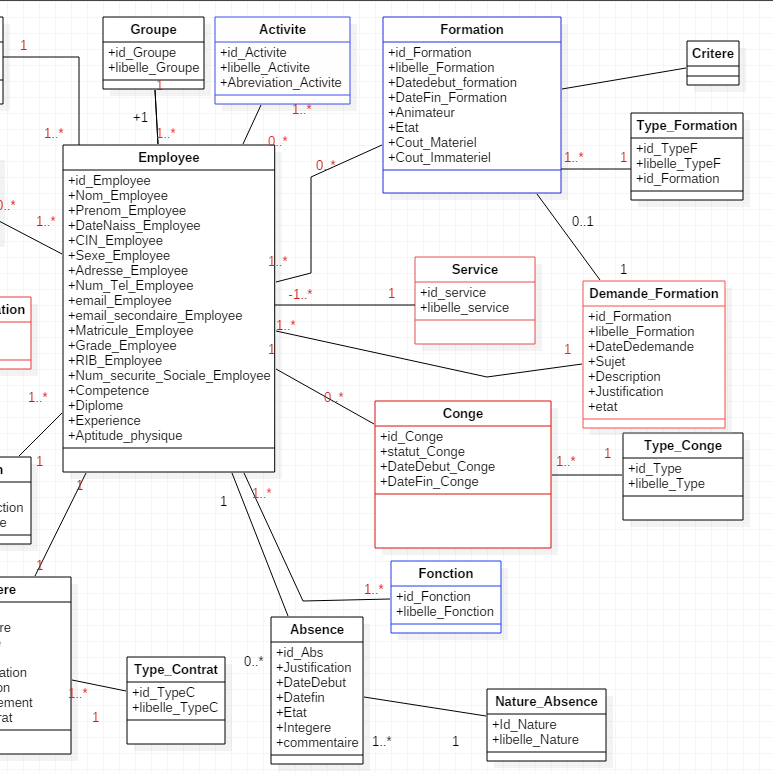 1
1..*
0..*
1..*
Groupe
+id_Groupe
+libelle_Groupe
1
+1
1..*
Activite
+id_Activite
+libelle_Activite
+Abreviation_Activite
1..*
0..*
Formation
+id_Formation
+libelle_Formation
+Datedebut_formation
+DateFin_Formation
+Animateur
+Etat
+Cout_Materiel
+Cout_Immateriel
Critere
Type_Formation
+id_TypeF
+libelle_TypeF
+id_Formation
1..*
1
0..*
1..*
0..1
1
Employee
+id_Employee
+Nom_Employee
+Prenom_Employee
+DateNaiss_Employee
+CIN_Employee
+Sexe_Employee
+Adresse_Employee
+Num_Tel_Employee
+email_Employee
+email_secondaire_Employee
+Matricule_Employee
+Grade_Employee
+RIB_Employee
+Num_securite_Sociale_Employee
+Competence
+Diplome
+Experience
+Aptitude_physique
Service
+id_service
+libelle_service
-1..*
1
Demande_Formation
+id_Formation
+libelle_Formation
+DateDedemande
+Sujet
+Description
+Justification
+etat
1..*
1
1
0..*
Conge
+id_Conge
+statut_Conge
+DateDebut_Conge
+DateFin_Conge
1..*
1
Type_Conge
+id_Type
+libelle_Type
ation
1..*
1
n
ction
e
1
1
1
1..*
1..*
Fonction
+id_Fonction
+libelle_Fonction
ere
re
ation
on
ement
rat
1..*
1
Type_Contrat
+id_TypeC
+libelle_TypeC
0..*
Absence
+id_Abs
+Justification
+DateDebut
+Datefin
+Etat
+Integere
+commentaire
1..*
1
Nature_Absence
+Id_Nature
+libelle_Nature